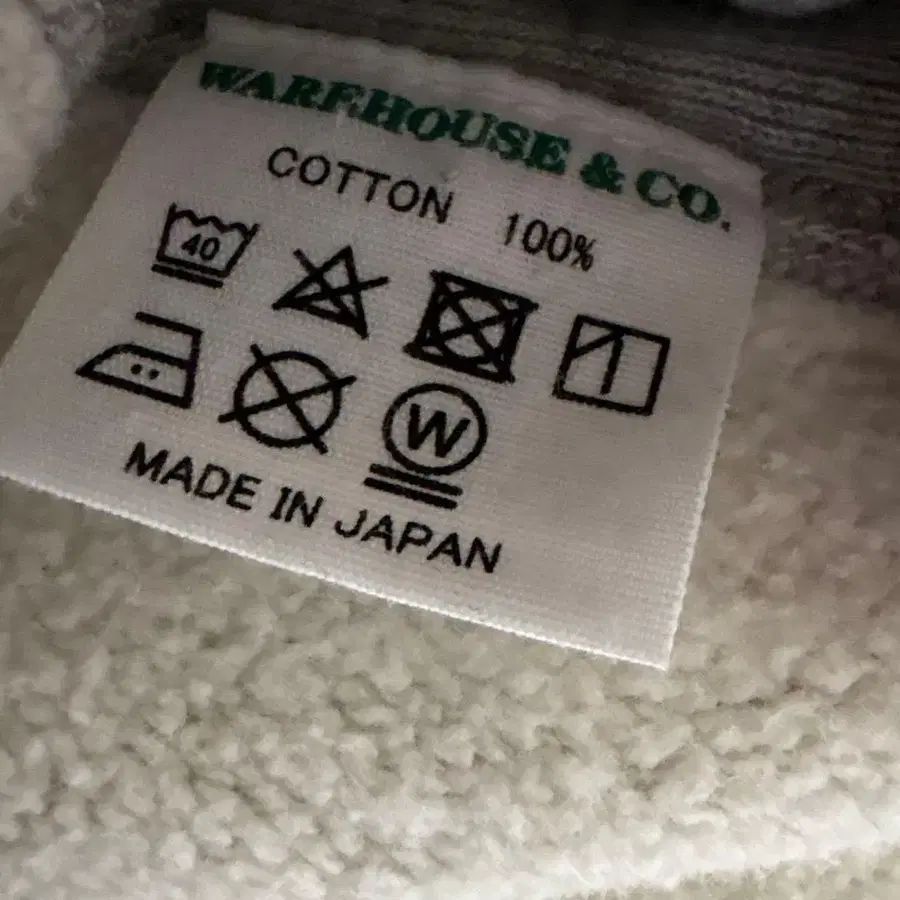 WAREHOUSE & CO.
COTTON 100%
40
W
MADE IN JAPAN